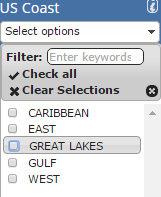 US Coast
Select options
Filter: Enter keywords
Check all
Clear Selections
CARIBBEAN
EAST
GREAT LAKES
GULF
WEST